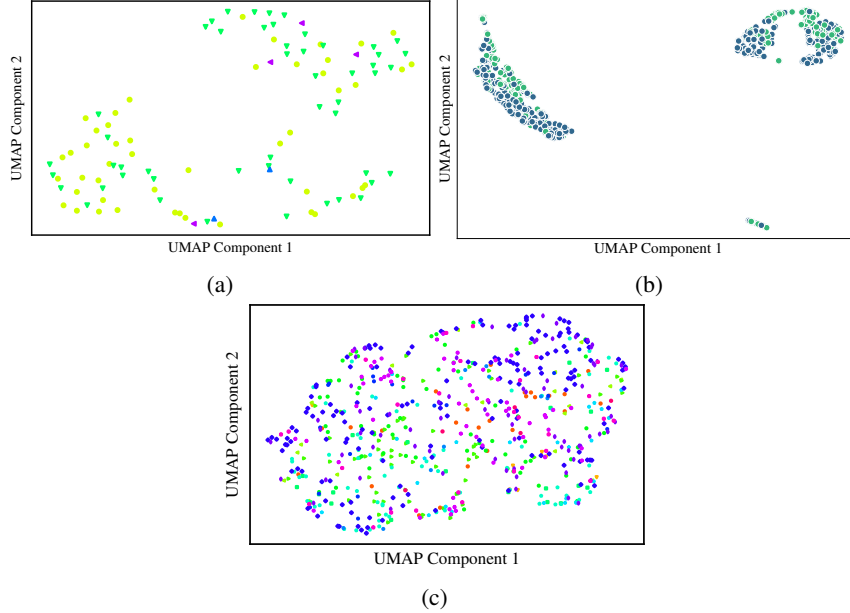 UMAP Component 2
UMAP Component 1
(a)
UMAP Component 2
UMAP Component 1
(b)
UMAP Component 2
UMAP Component 1
(c)